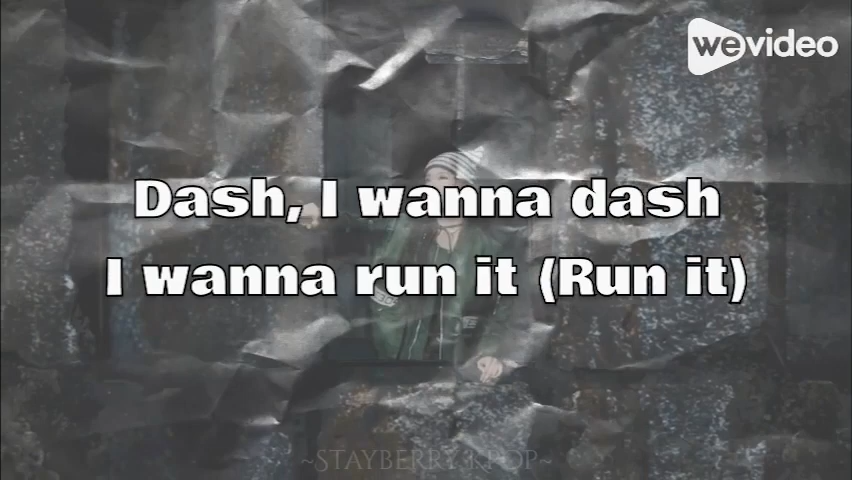 wevideo
Dash, I wanna dash
I wanna run it (Run it)
~STAYBERRY KPOP~